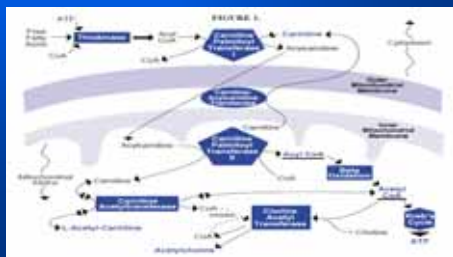 FIGURE 1.
ATP
Free
Fatty
Acids
Thiokinase
Acyl
CoA
Carnitine
Palmitoyl
Transferase
I
Carnitine
CoA
CoA
Acylcarnitine
Cytoplasm
Outer
Mitochondrial
Membrane
Carnitine
Acylcarnitine
Translocase
Inner
Mitochondrial
Membrane
Carnitine
Acylcarnitine
Carnitine
Palmitoyl
Transferase
II
Acyl CoA
Mitochondrial
Matrix
Carnitine
CoA
Beta
Oxidation
Carnitine
Acetyltransferase
Acetyl
CoA
L-Acetyl-Carnitine
CoA
CoA
Choline
Acetyl
Transferase
Kreb's
Cycle
Choline
ATP
Acetylcholine